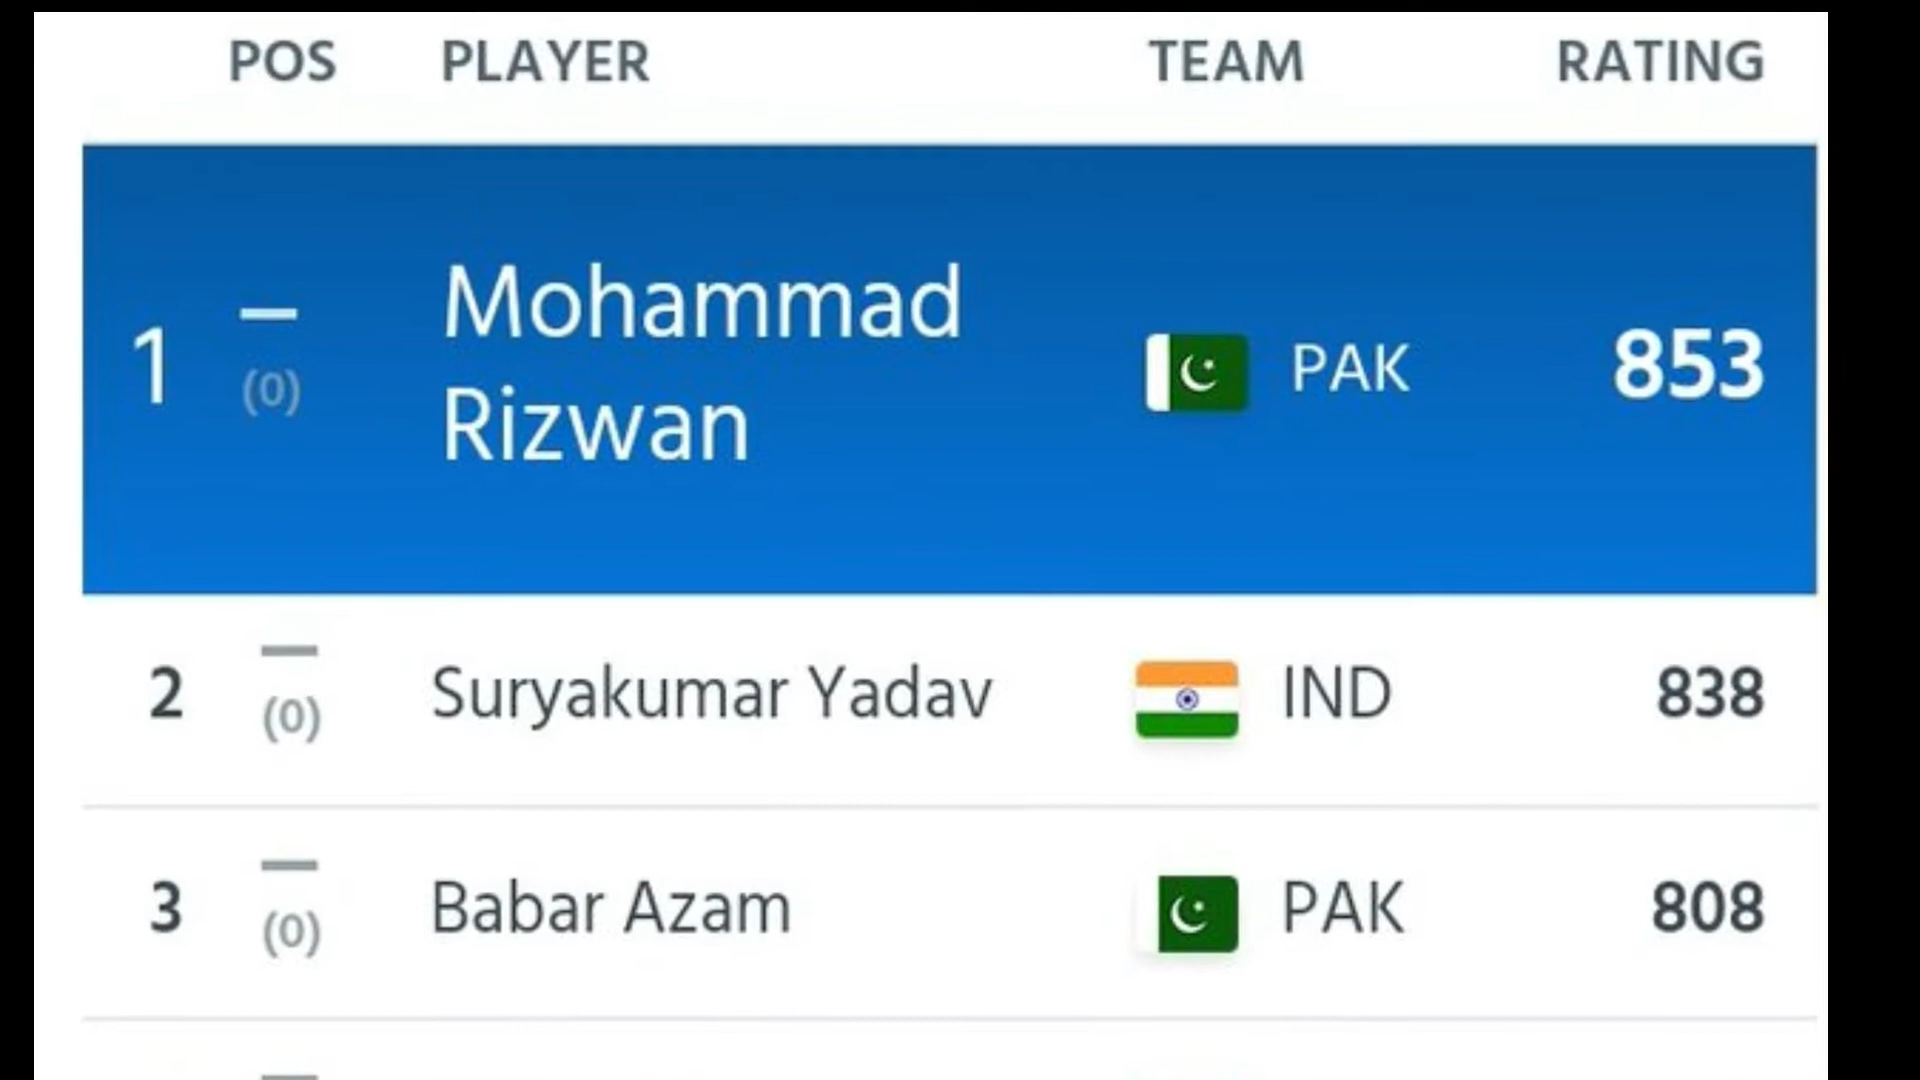 POS PLAYER TEAM RATING
1 — (0) Mohammad Rizwan PAK 853
2 — (0) Suryakumar Yadav IND 838
3 — (0) Babar Azam PAK 808